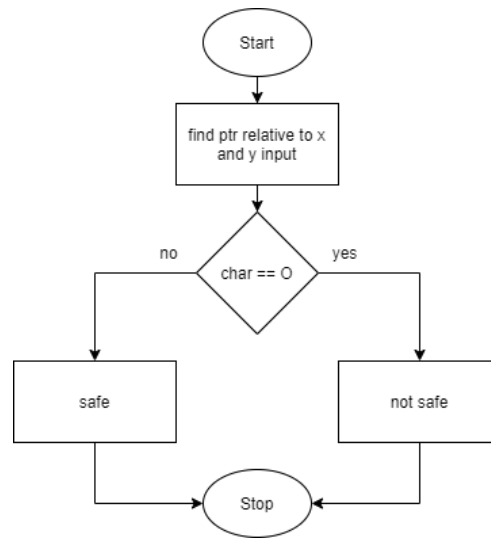 Start
find ptr relative to x
and y input
no
yes
char == O
safe
not safe
Stop